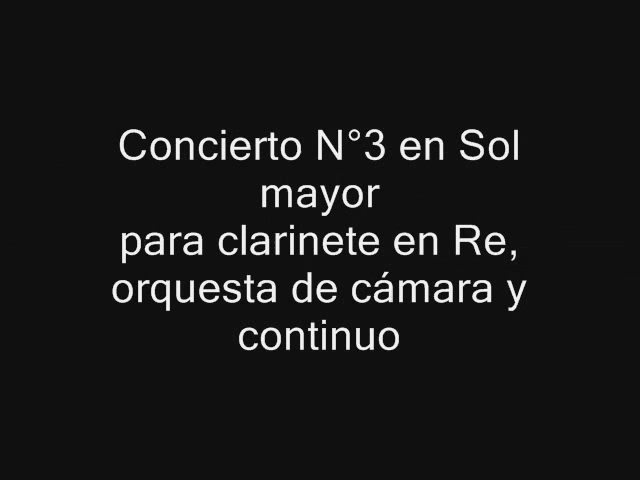 Concierto N°3 en Sol
mayor
para clarinete en Re,
orquesta de cámara y
continuo